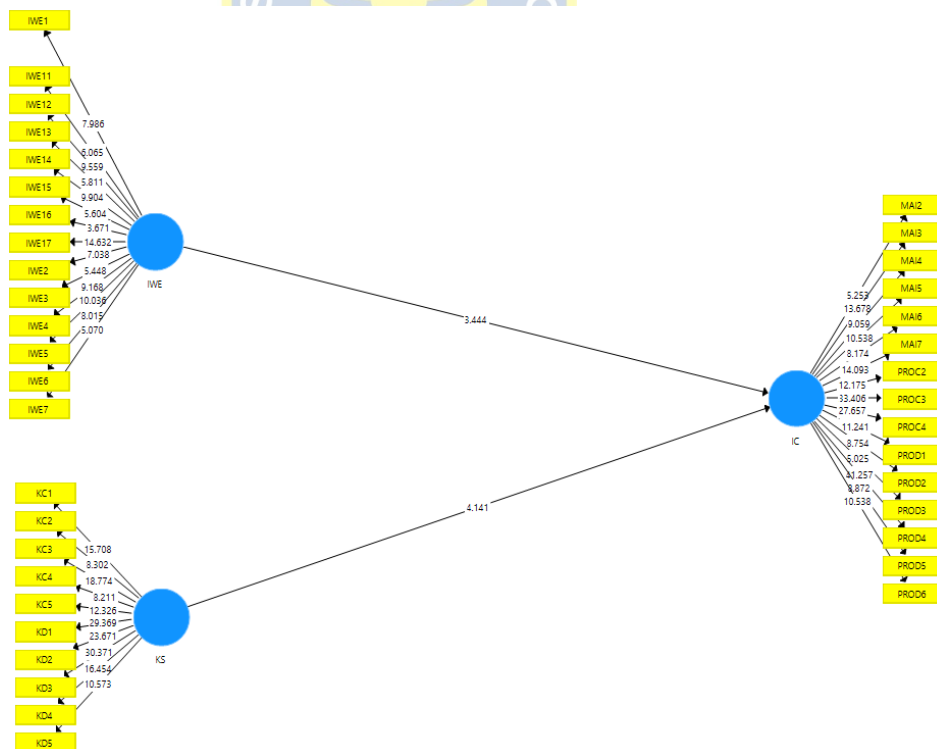 IWE1
IWE11
IWE12
IWE13
IWE14
IWE15
IWE16
IWE17
IWE2
IWE3
IWE4
IWE5
IWE6
IWE7
7.986
6.065
9.559
5.811
9.904
5.604
3.671
14.632
7.038
5.448
9.168
10.036
8.015
5.070
IWE
3.444
KC1
KC2
KC3
KC4
KC5
KD1
KD2
KD3
KD4
KD5
15.708
8.302
18.774
8.211
12.326
29.369
23.671
30.371
16.454
10.573
KS
4.141
IC
5.253
13.678
9.059
10.538
8.174
14.093
12.175
33.406
27.657
11.241
8.754
5.025
41.257
8.872
10.538
MAI2
MAI3
MAI4
MAI5
MAI6
MAI7
PROC2
PROC3
PROC4
PROD1
PROD2
PROD3
PROD4
PROD5
PROD6